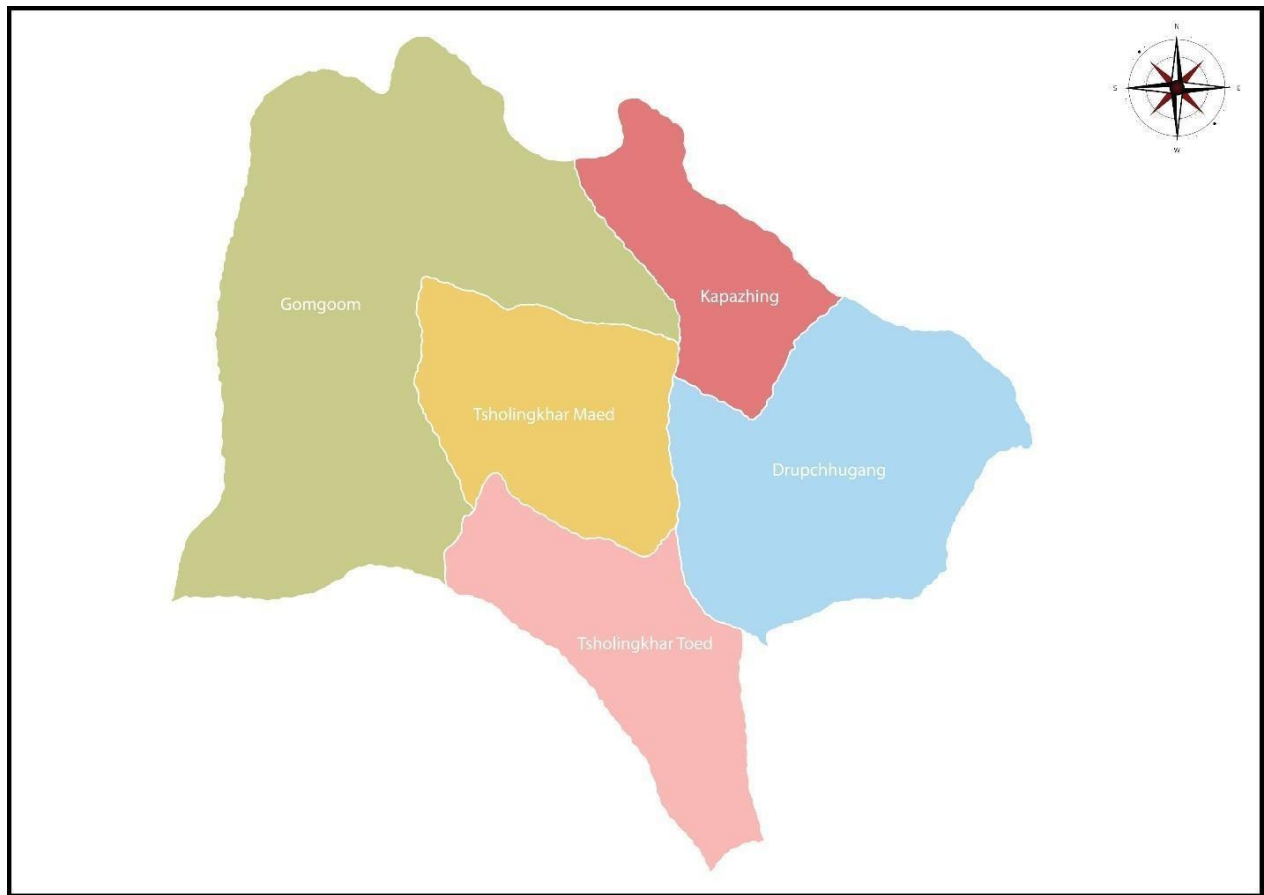 N
S
E
W
Kapazhing
Gomgoom
Tsholingkhar Maed
Drupchhugang
Tsholingkhar Toed